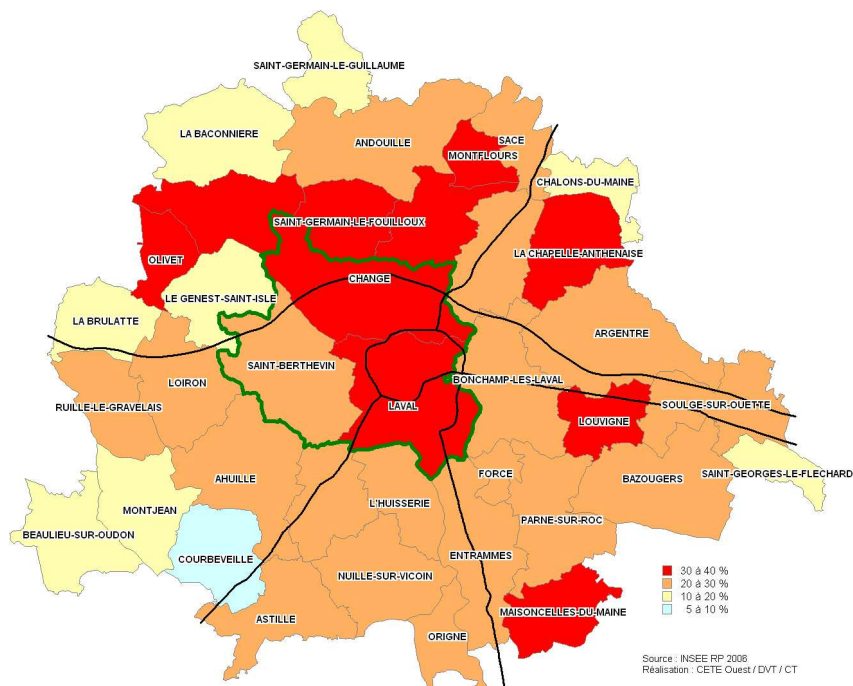 SAINT-GERMAIN-LE-GUILLAUME
LA BACONNIERE
ANDOUILLE
SACE
MONTFLOURS
CHALONS-DU-MAINE
SAINT-GERMAIN-LE-FOUILLOUX
LA CHAPELLE-ANTHENAISE
OLIVET
CHANGE
LE GENEST-SAINT-ISLE
LA BRULATTE
ARGENTRE
SAINT-BERTHEVIN
LOIRON
BONCHAMP-LES-LAVAL
RUILLE-LE-GRAVELAIS
LAVAL
SOULGE-SUR-OUETTE
LOUVIGNE
AHUILLE
FORCE
BAZOUGERS
SAINT-GEORGES-LE-FLECHARD
L'HUISSERIE
MONTJEAN
PARNE-SUR-ROC
BEAULIEU-SUR-OUDON
COURBEVEILLE
ENTRAMMES
NUILLE-SUR-VICOIN
MAISONCELLES-DU-MAINE
ASTILLE
ORIGNE
30 à 40 %
20 à 30 %
10 à 20 %
5 à 10 %
Source : INSEE RP 2006
Réalisation : CETE Ouest / DVT / CT